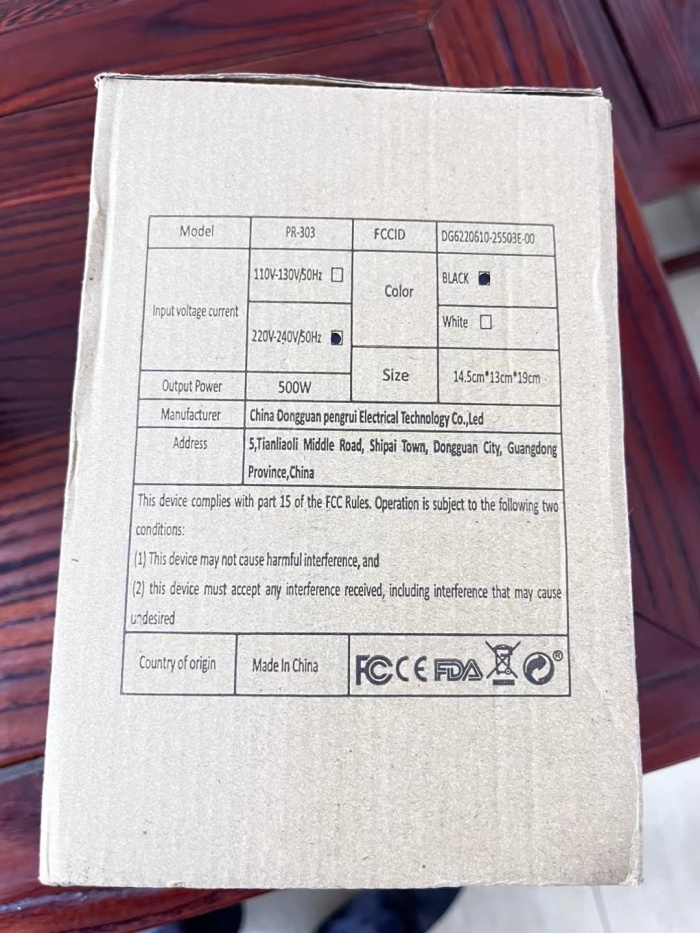 Model PR-303 FCCID DG6220610-25503E-00
Input voltage current 110V-130V/50Hz
220V-240V/50Hz
Color BLACK
White
Output Power 500W Size 14.5cm*13cm*19cm
Manufacturer China Dongguan pengrui Electrical Technology Co.,Led
Address 5,Tianliaoli Middle Road, Shipai Town, Dongguan City, Guangdong
Province,China
This device complies with part 15 of the FCC Rules. Operation is subject to the following two
conditions:
(1) This device may not cause harmful interference, and
(2) this device must accept any interference received, including interference that may cause
undesired
Country of origin Made In China FC CE FDA ®